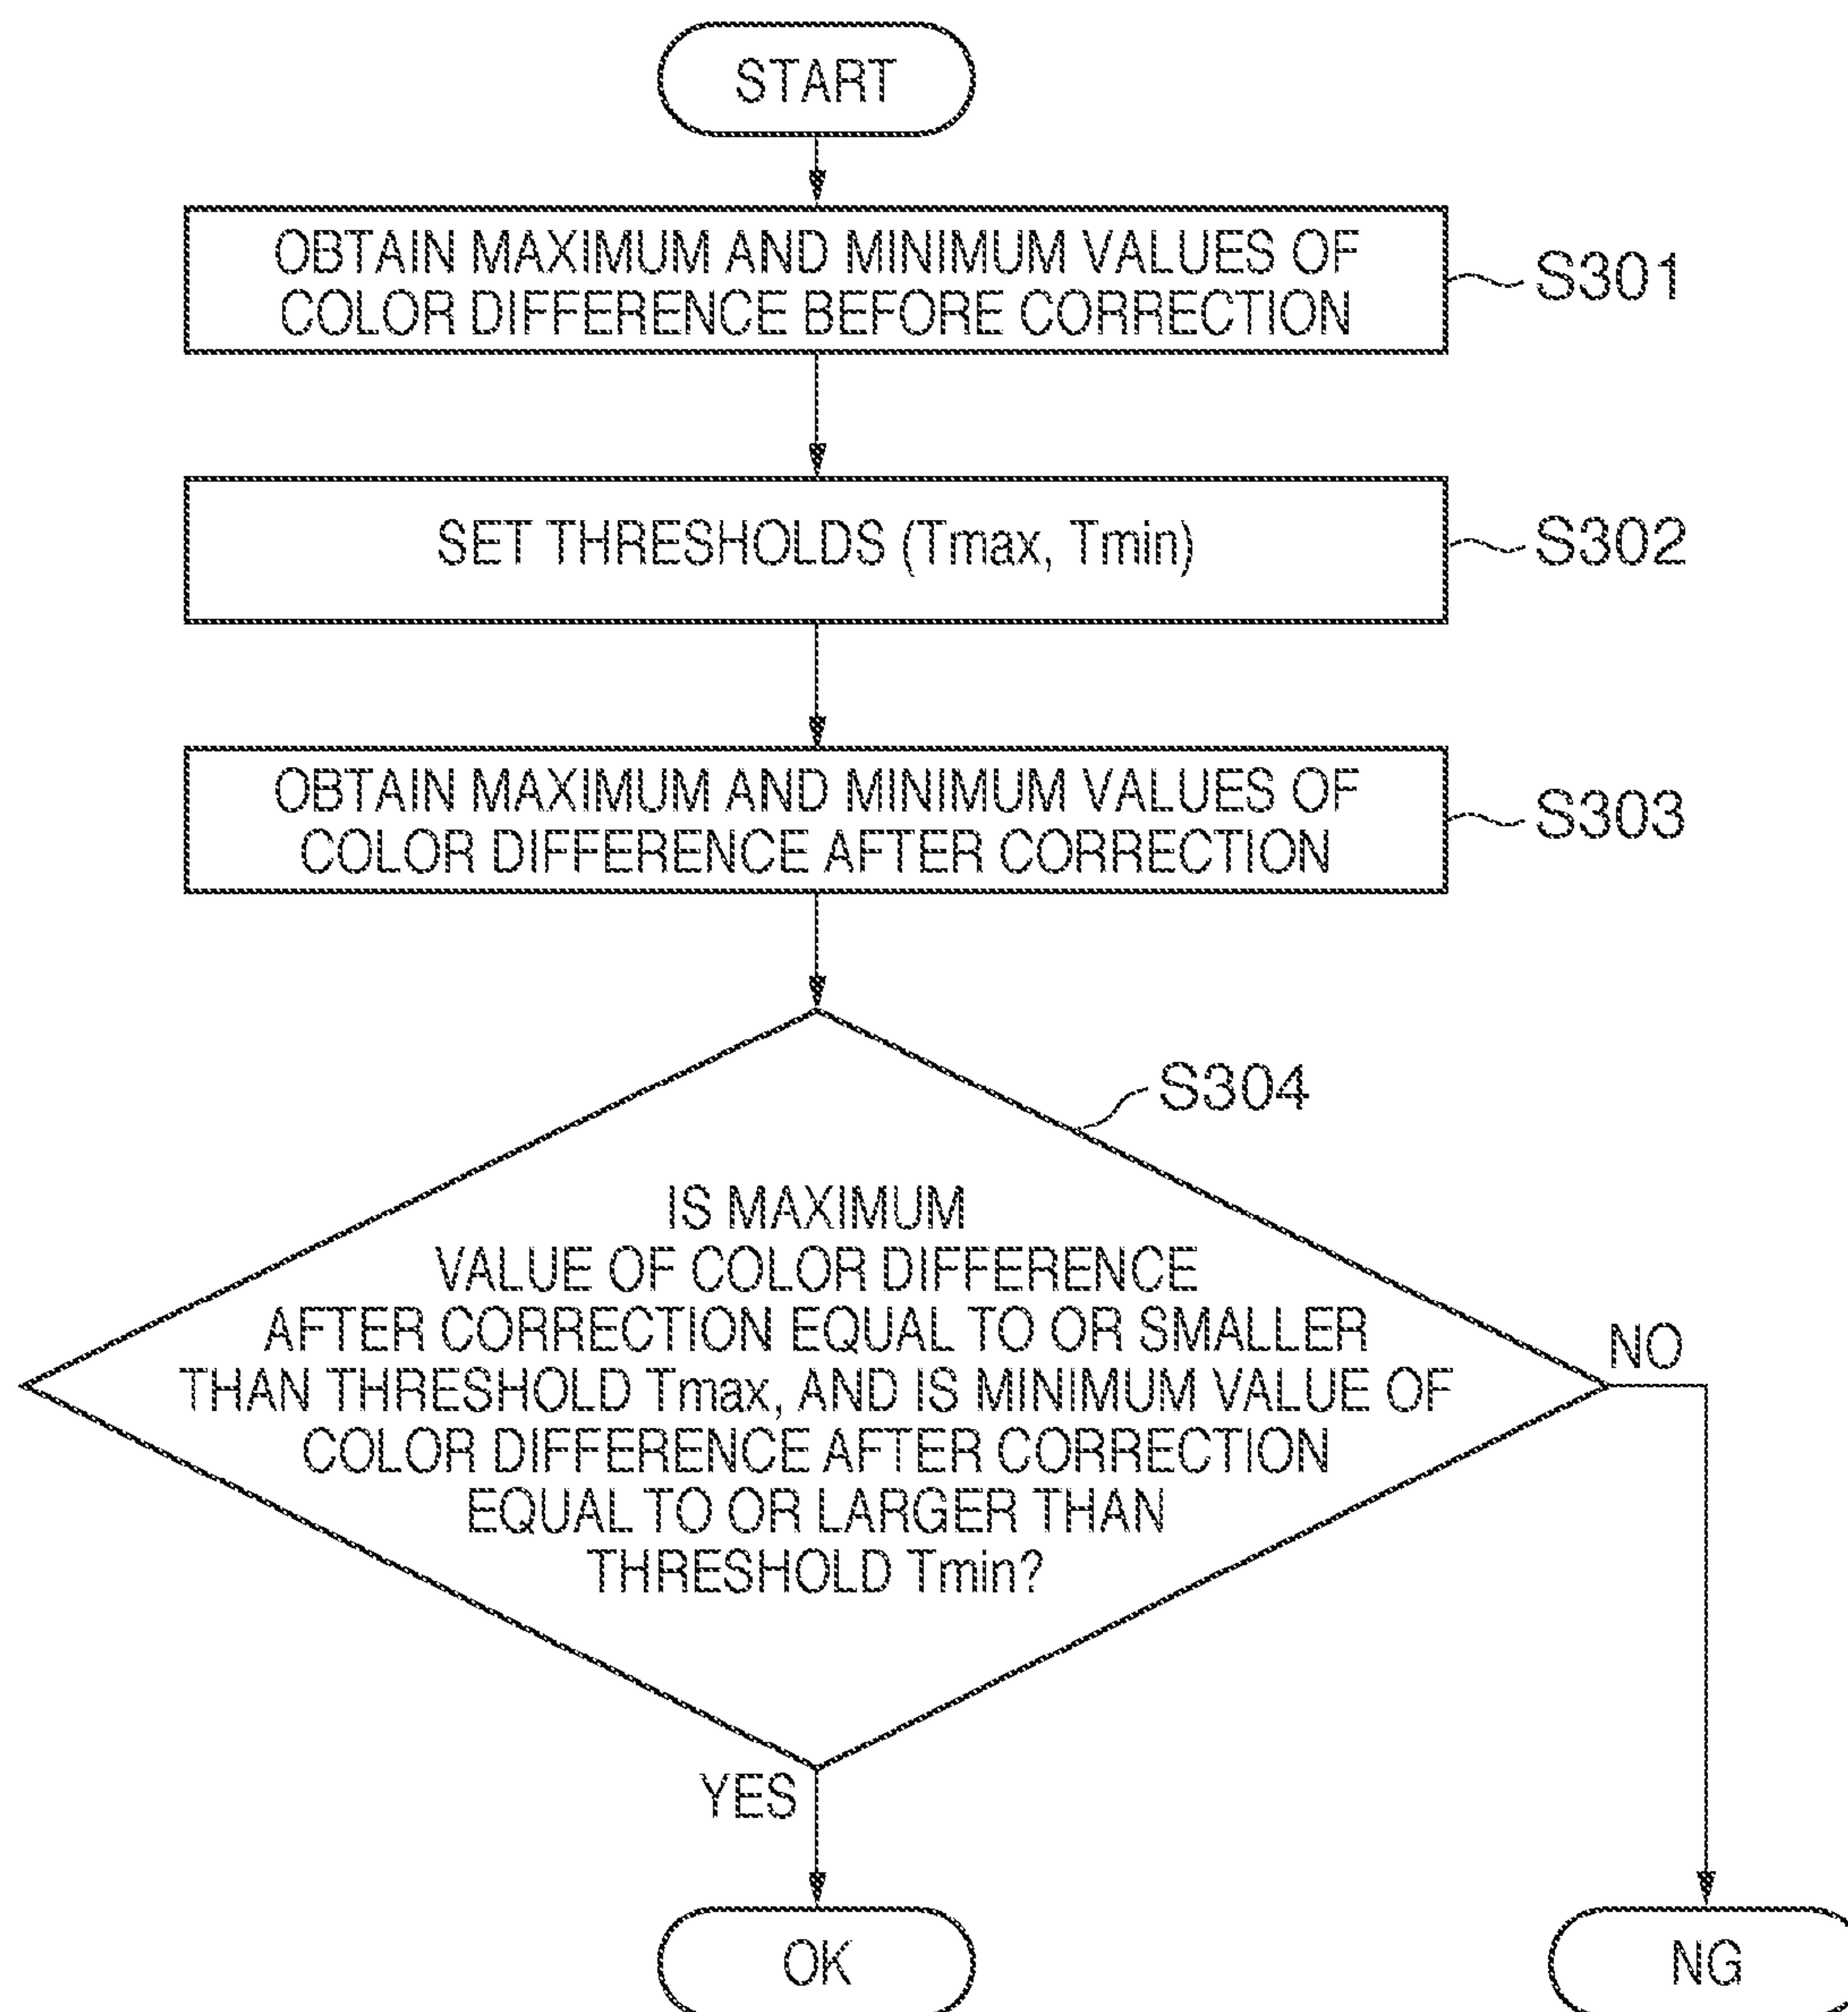 START
OBTAIN MAXIMUM AND MINIMUM VALUES OF
COLOR DIFFERENCE BEFORE CORRECTION
S301
SET THRESHOLDS (Tmax, Tmin)
S302
OBTAIN MAXIMUM AND MINIMUM VALUES OF
COLOR DIFFERENCE AFTER CORRECTION
S303
S304
IS MAXIMUM
VALUE OF COLOR DIFFERENCE
AFTER CORRECTION EQUAL TO OR SMALLER
THAN THRESHOLD Tmax, AND IS MINIMUM VALUE OF
COLOR DIFFERENCE AFTER CORRECTION
EQUAL TO OR LARGER THAN
THRESHOLD Tmin?
NO
YES
OK
NG